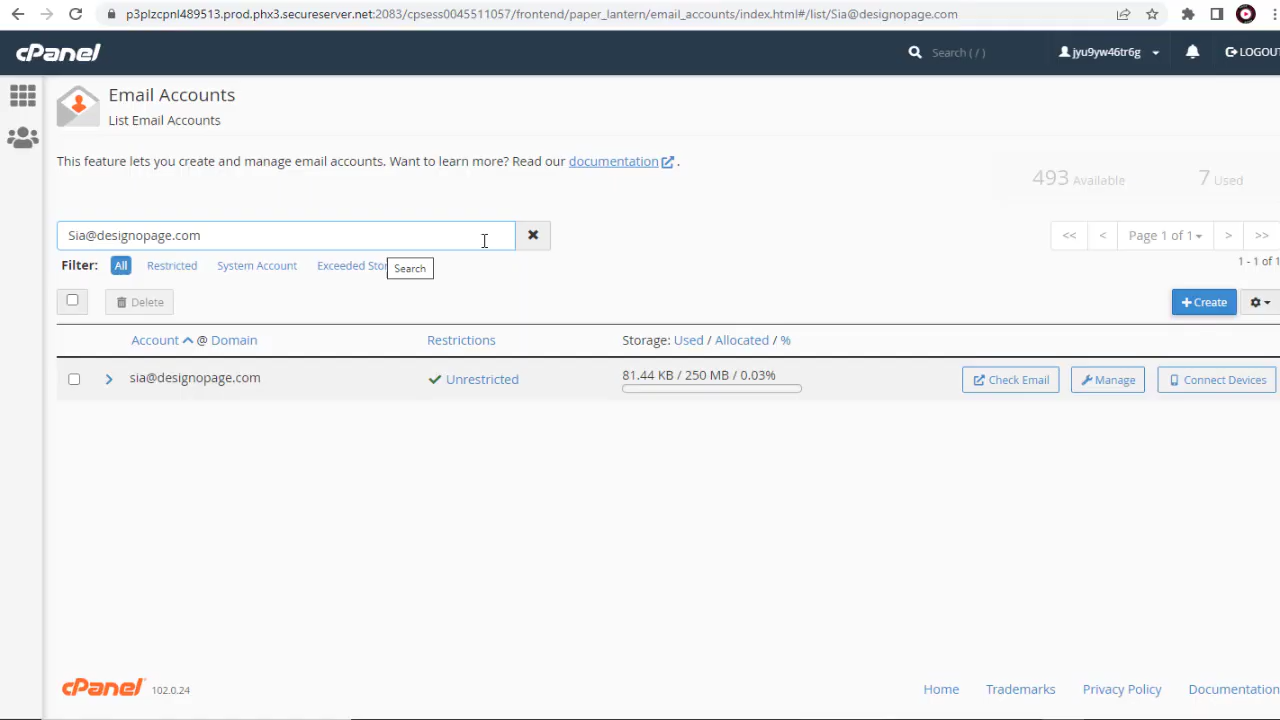 p3plzcpnl489513.prod.phx3.secureserver.net:2083/cpsess0045511057/frontend/paper_lantern/email_accounts/index.html#/list/Sia@designopage.com
cPanel
Search ( / )
jyu9yw46tr6g
LOGOUT
Email Accounts
List Email Accounts
This feature lets you create and manage email accounts. Want to learn more? Read our documentation .
493 Available
7 Used
Sia@designopage.com
<< < Page 1 of 1 > >>
Filter: All Restricted System Account Exceeded Stor
1 - 1 of 1
Search
Delete
+ Create
Account @ Domain
Restrictions
Storage: Used / Allocated / %
sia@designopage.com
Unrestricted
81.44 KB / 250 MB / 0.03%
Check Email
Manage
Connect Devices
cPanel 102.0.24
Home
Trademarks
Privacy Policy
Documentation